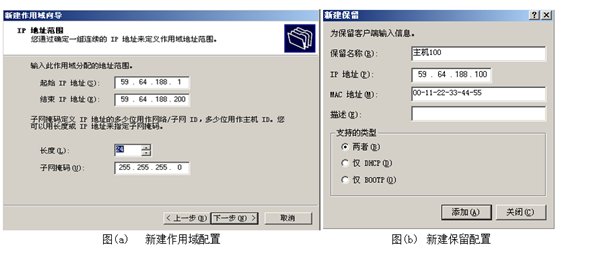 新建作用域向导
IP 地址范围
您通过确定一组连续的 IP 地址来定义作用域地址范围。
输入此作用域分配的地址范围。
起始 IP 地址(S):
59 . 64 .188 . 1
结束 IP 地址(E):
59 . 64 .188 .200
子网掩码定义 IP 地址的多少位用作网络/子网 ID，多少位用作主机 ID。您可以用长度或 IP 地址来指定子网掩码。
长度(L):
24
子网掩码(U):
255 .255 .255 . 0
< 上一步(B)
下一步(N) >
取消
图(a) 新建作用域配置
新建保留
为保留客户端输入信息。
保留名称(R):
主机100
IP 地址(P):
59 . 64 .188 .100
MAC 地址(M):
00-11-22-33-44-55
描述(E):
支持的类型
两者(B)
仅 DHCP(D)
仅 BOOTP(O)
添加(A)
关闭(C)
图(b) 新建保留配置